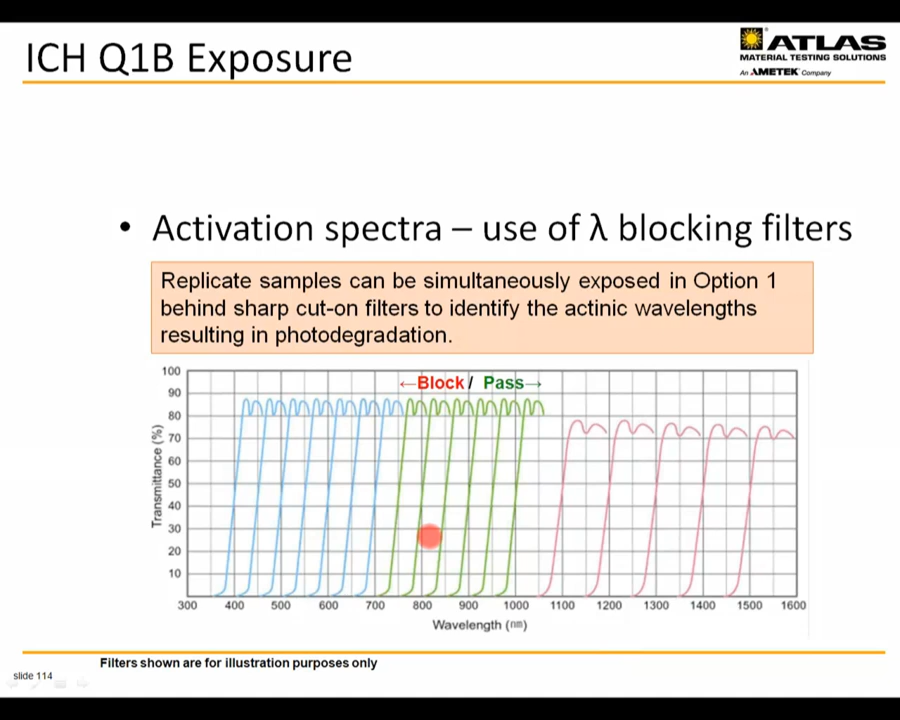 ICH Q1B Exposure
ATLAS
MATERIAL TESTING SOLUTIONS
An AMETEK Company
• Activation spectra – use of λ blocking filters
Replicate samples can be simultaneously exposed in Option 1
behind sharp cut-on filters to identify the actinic wavelengths
resulting in photodegradation.
←Block / Pass→
Transmittance (%)
100
90
80
70
60
50
40
30
20
10
300 400 500 600 700 800 900 1000 1100 1200 1300 1400 1500 1600
Wavelength (nm)
Filters shown are for illustration purposes only
slide 114